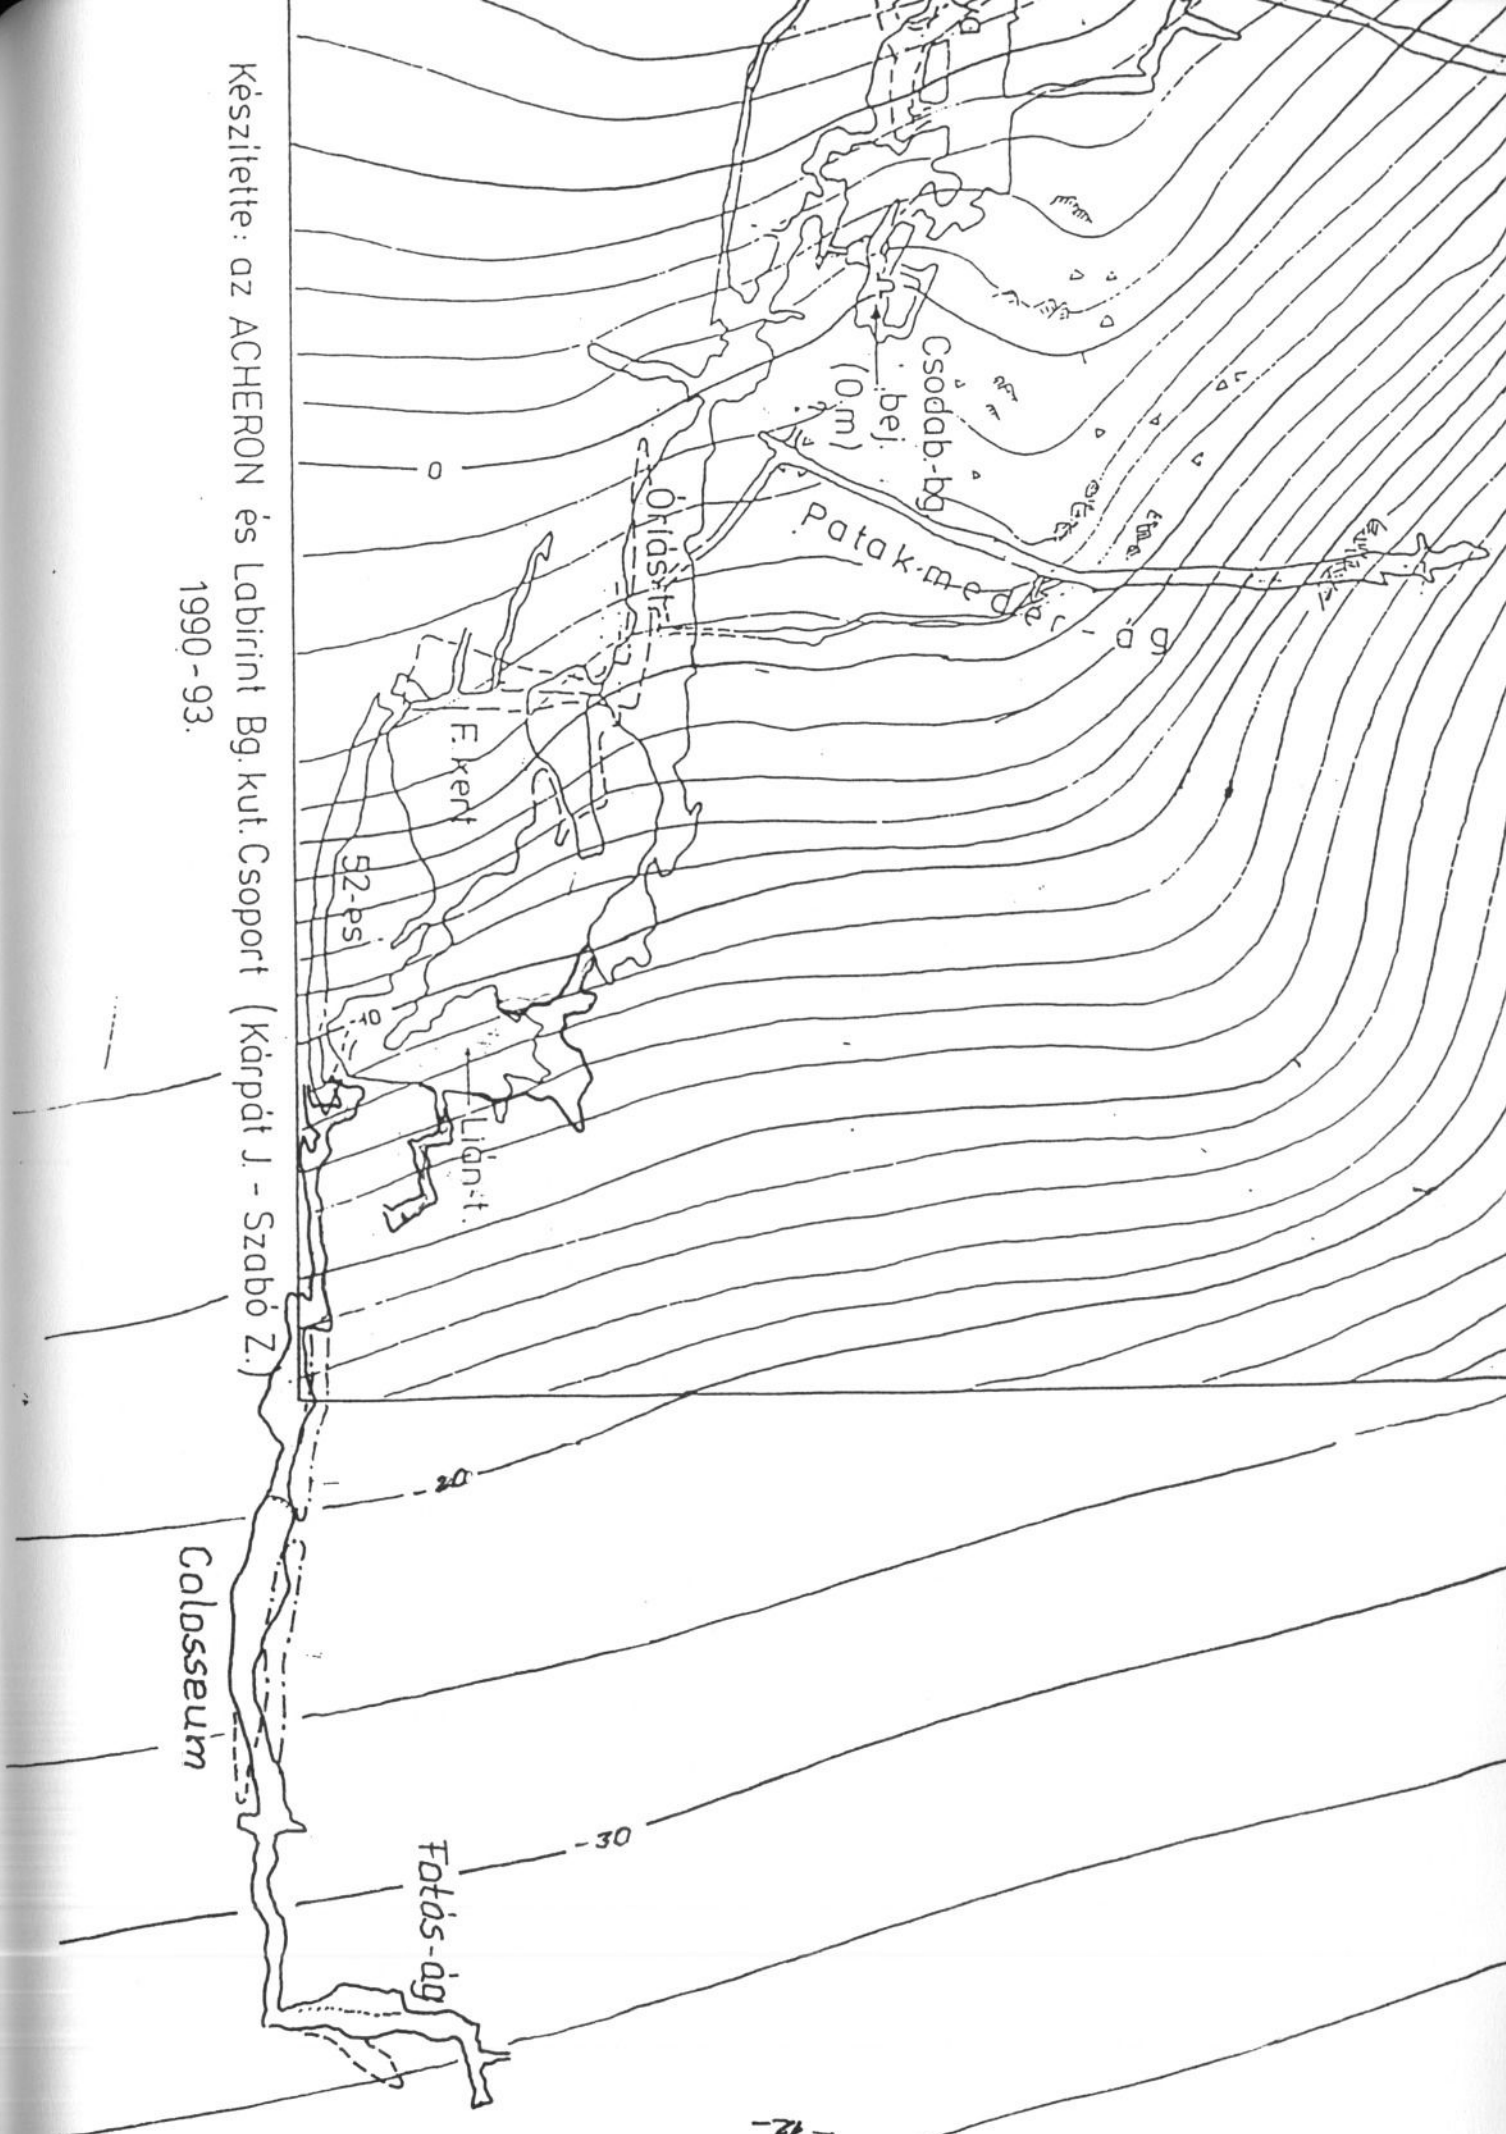 Csodab.-bg
bej.
(0 m)
?
Patakmeder-ág
Óriás-t.
0
F. kert
52-es
-10
Lián-t.
-20
Colosseum
-30
Fotás-ág
Készítette: az ACHERON és Labirint Bg. kut. Csoport (Kárpát J. - Szabó Z.)
1990-93.